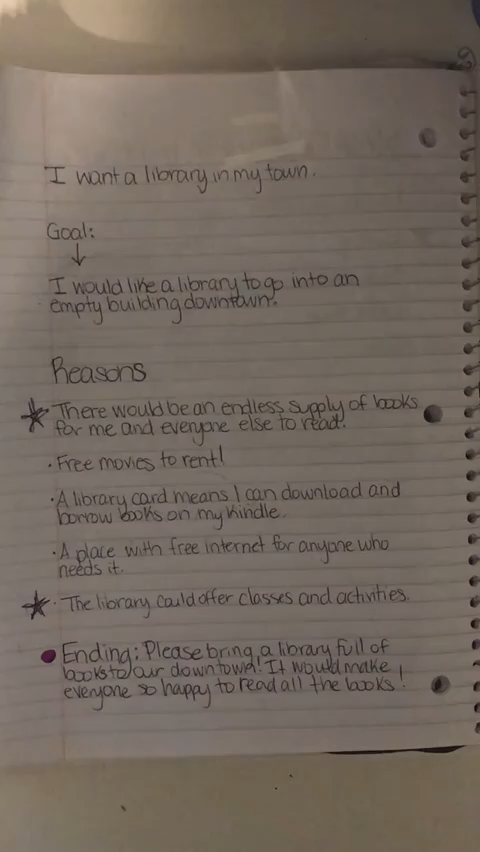 I want a library in my town.
Goal:
↓
I would like a library to go into an
empty building downtown.
Reasons
★ There would be an endless supply of books
for me and everyone else to read.
· Free movies to rent!
· A library card means I can download and
borrow books on my Kindle.
· A place with free internet for anyone who
needs it.
★· The library could offer classes and activities.
● Ending: Please bring a library full of
books to our downtown! It would make
everyone so happy to read all the books!